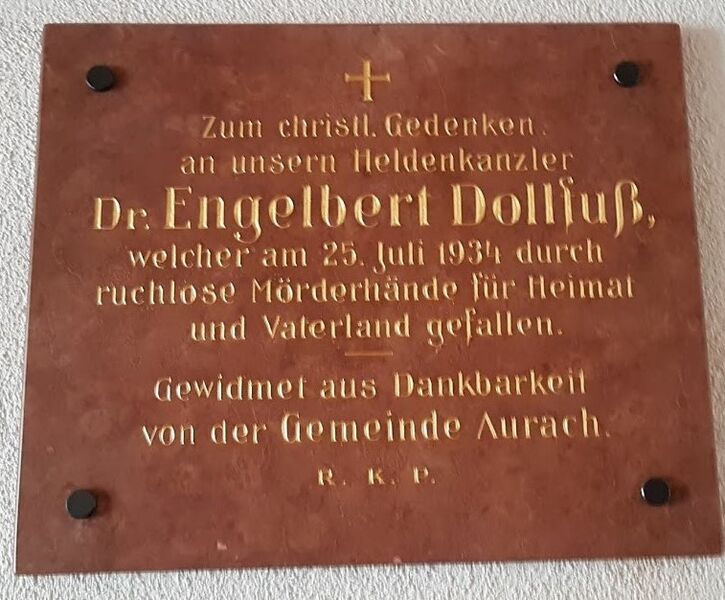 Zum christl. Gedenken.
an unsern Heldenkanzler
Dr. Engelbert Dollfuß,
welcher am 25. Juli 1934 durch
ruchlose Mörderhände für Heimat
und Vaterland gefallen.
Gewidmet aus Dankbarkeit
von der Gemeinde Aurach.
R. K. P.